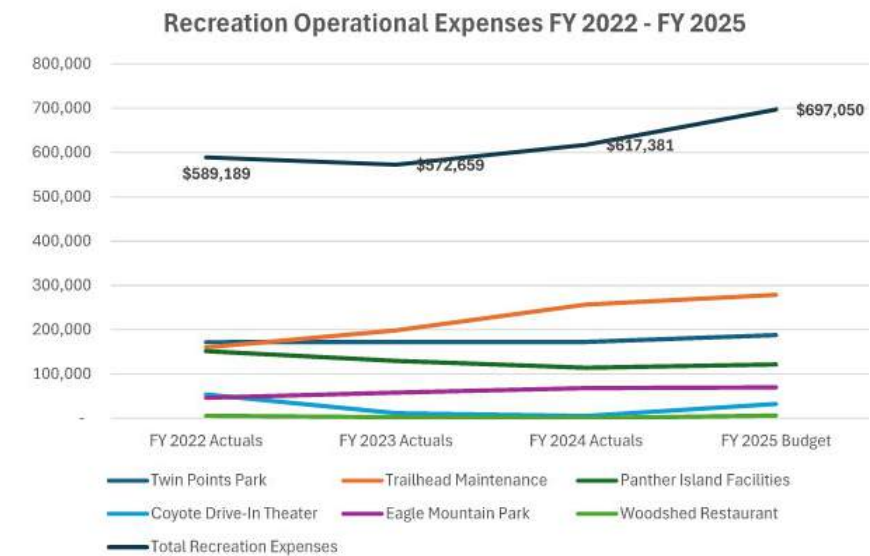 Recreation Operational Expenses FY 2022 - FY 2025
800,000
700,000
$697,050
600,000
$617,381
$589,189
$572,659
500,000
400,000
300,000
200,000
100,000
-
FY 2022 Actuals FY 2023 Actuals FY 2024 Actuals FY 2025 Budget
Twin Points Park Trailhead Maintenance Panther Island Facilities
Coyote Drive-In Theater Eagle Mountain Park Woodshed Restaurant
Total Recreation Expenses